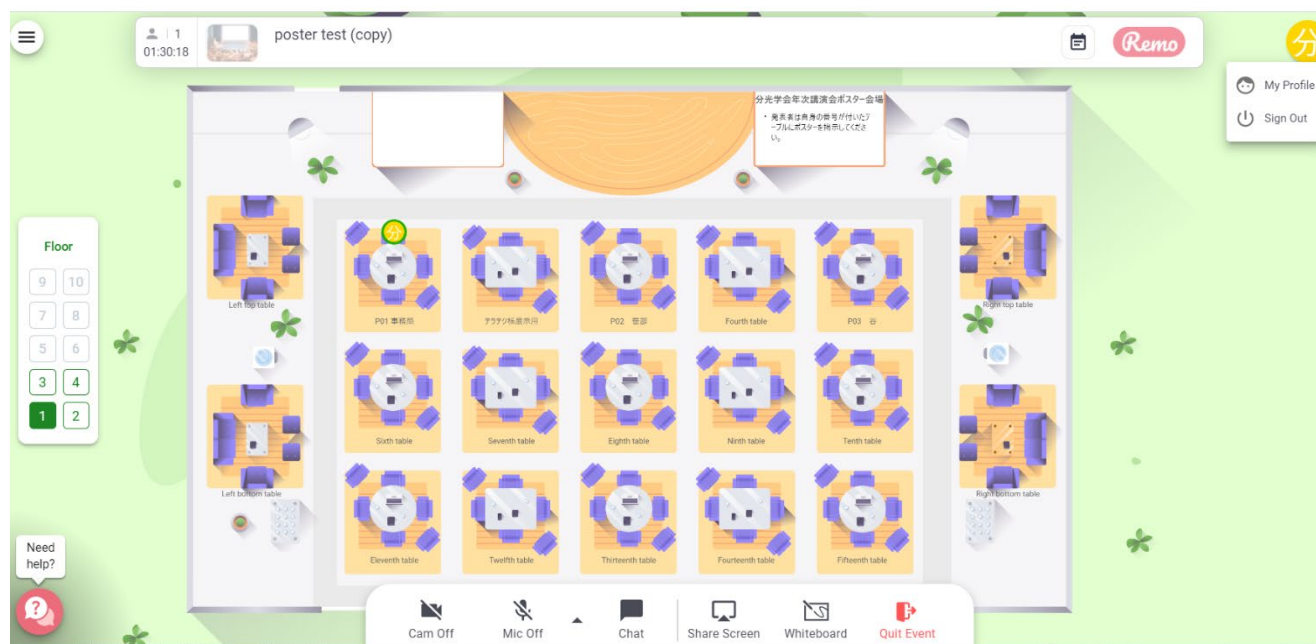 1
01:30:18
poster test (copy)
Remo
分
My Profile
Sign Out
分光学会年次講演会ポスター会場
・ 発表者は自身の番号が付いたテ
ーブルにポスターを掲示してくださ
い。
Floor
9 10
7 8
5 6
3 4
1 2
分
Left top table
P01 事務局
P02 菅部
Fourth table
P03 谷
Right top table
Sixth table
Seventh table
Eighth table
Ninth table
Tenth table
Left bottom table
Right bottom table
Eleventh table
Twelfth table
Thirteenth table
Fourteenth table
Fifteenth table
Need
help?
Cam Off
Mic Off
Chat
Share Screen
Whiteboard
Quit Event